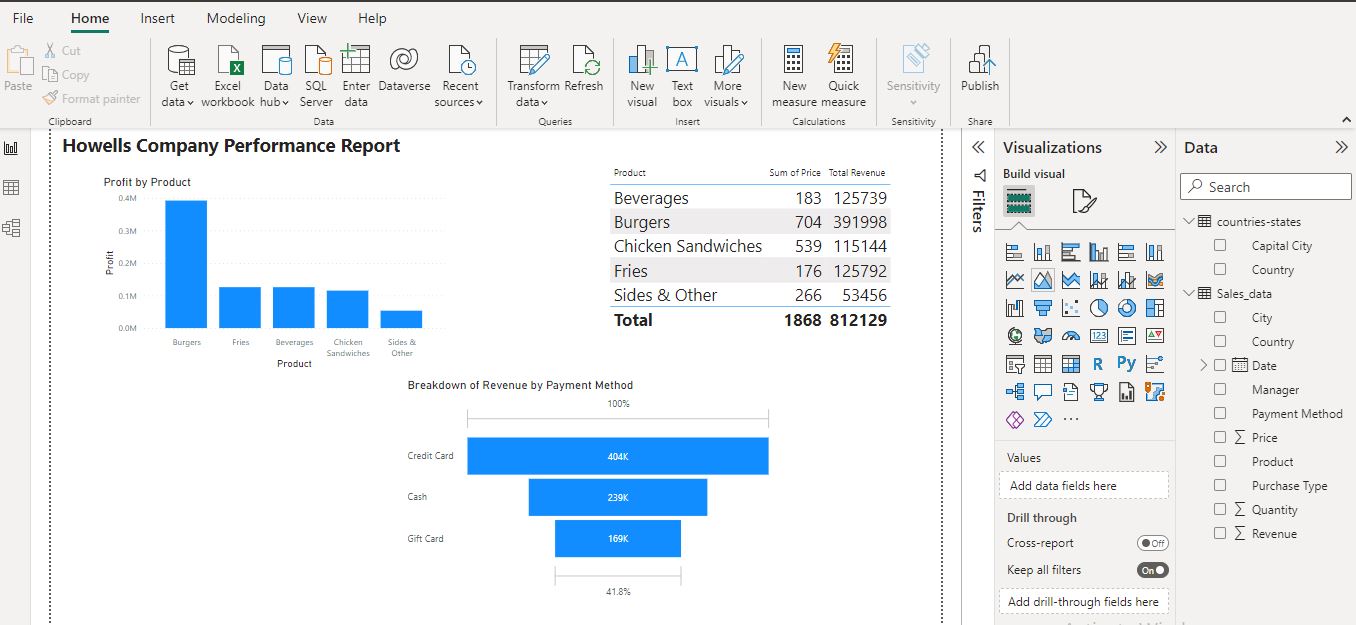 File Home Insert Modeling View Help
Paste
Cut
Copy
Format painter
Clipboard
Get data
Excel workbook
Data hub
SQL Server
Enter data
Dataverse
Recent sources
Data
Transform data
Refresh
Queries
New visual
Text box
More visuals
Insert
New measure
Quick measure
Calculations
Sensitivity
Sensitivity
Publish
Share
Howells Company Performance Report
Profit by Product
0.4M
0.3M
0.2M
0.1M
0.0M
Profit
Burgers
Fries
Beverages
Chicken Sandwiches
Sides & Other
Product
Product Sum of Price Total Revenue
Beverages 183 125739
Burgers 704 391998
Chicken Sandwiches 539 115144
Fries 176 125792
Sides & Other 266 53456
Total 1868 812129
Breakdown of Revenue by Payment Method
100%
Credit Card 404K
Cash 239K
Gift Card 169K
41.8%
Filters
Visualizations
Build visual
123
R Py
Values
Add data fields here
Drill through
Cross-report Off
Keep all filters On
Add drill-through fields here
Data
Search
countries-states
Capital City
Country
Sales_data
City
Country
Date
Manager
Payment Method
Price
Product
Purchase Type
Quantity
Revenue